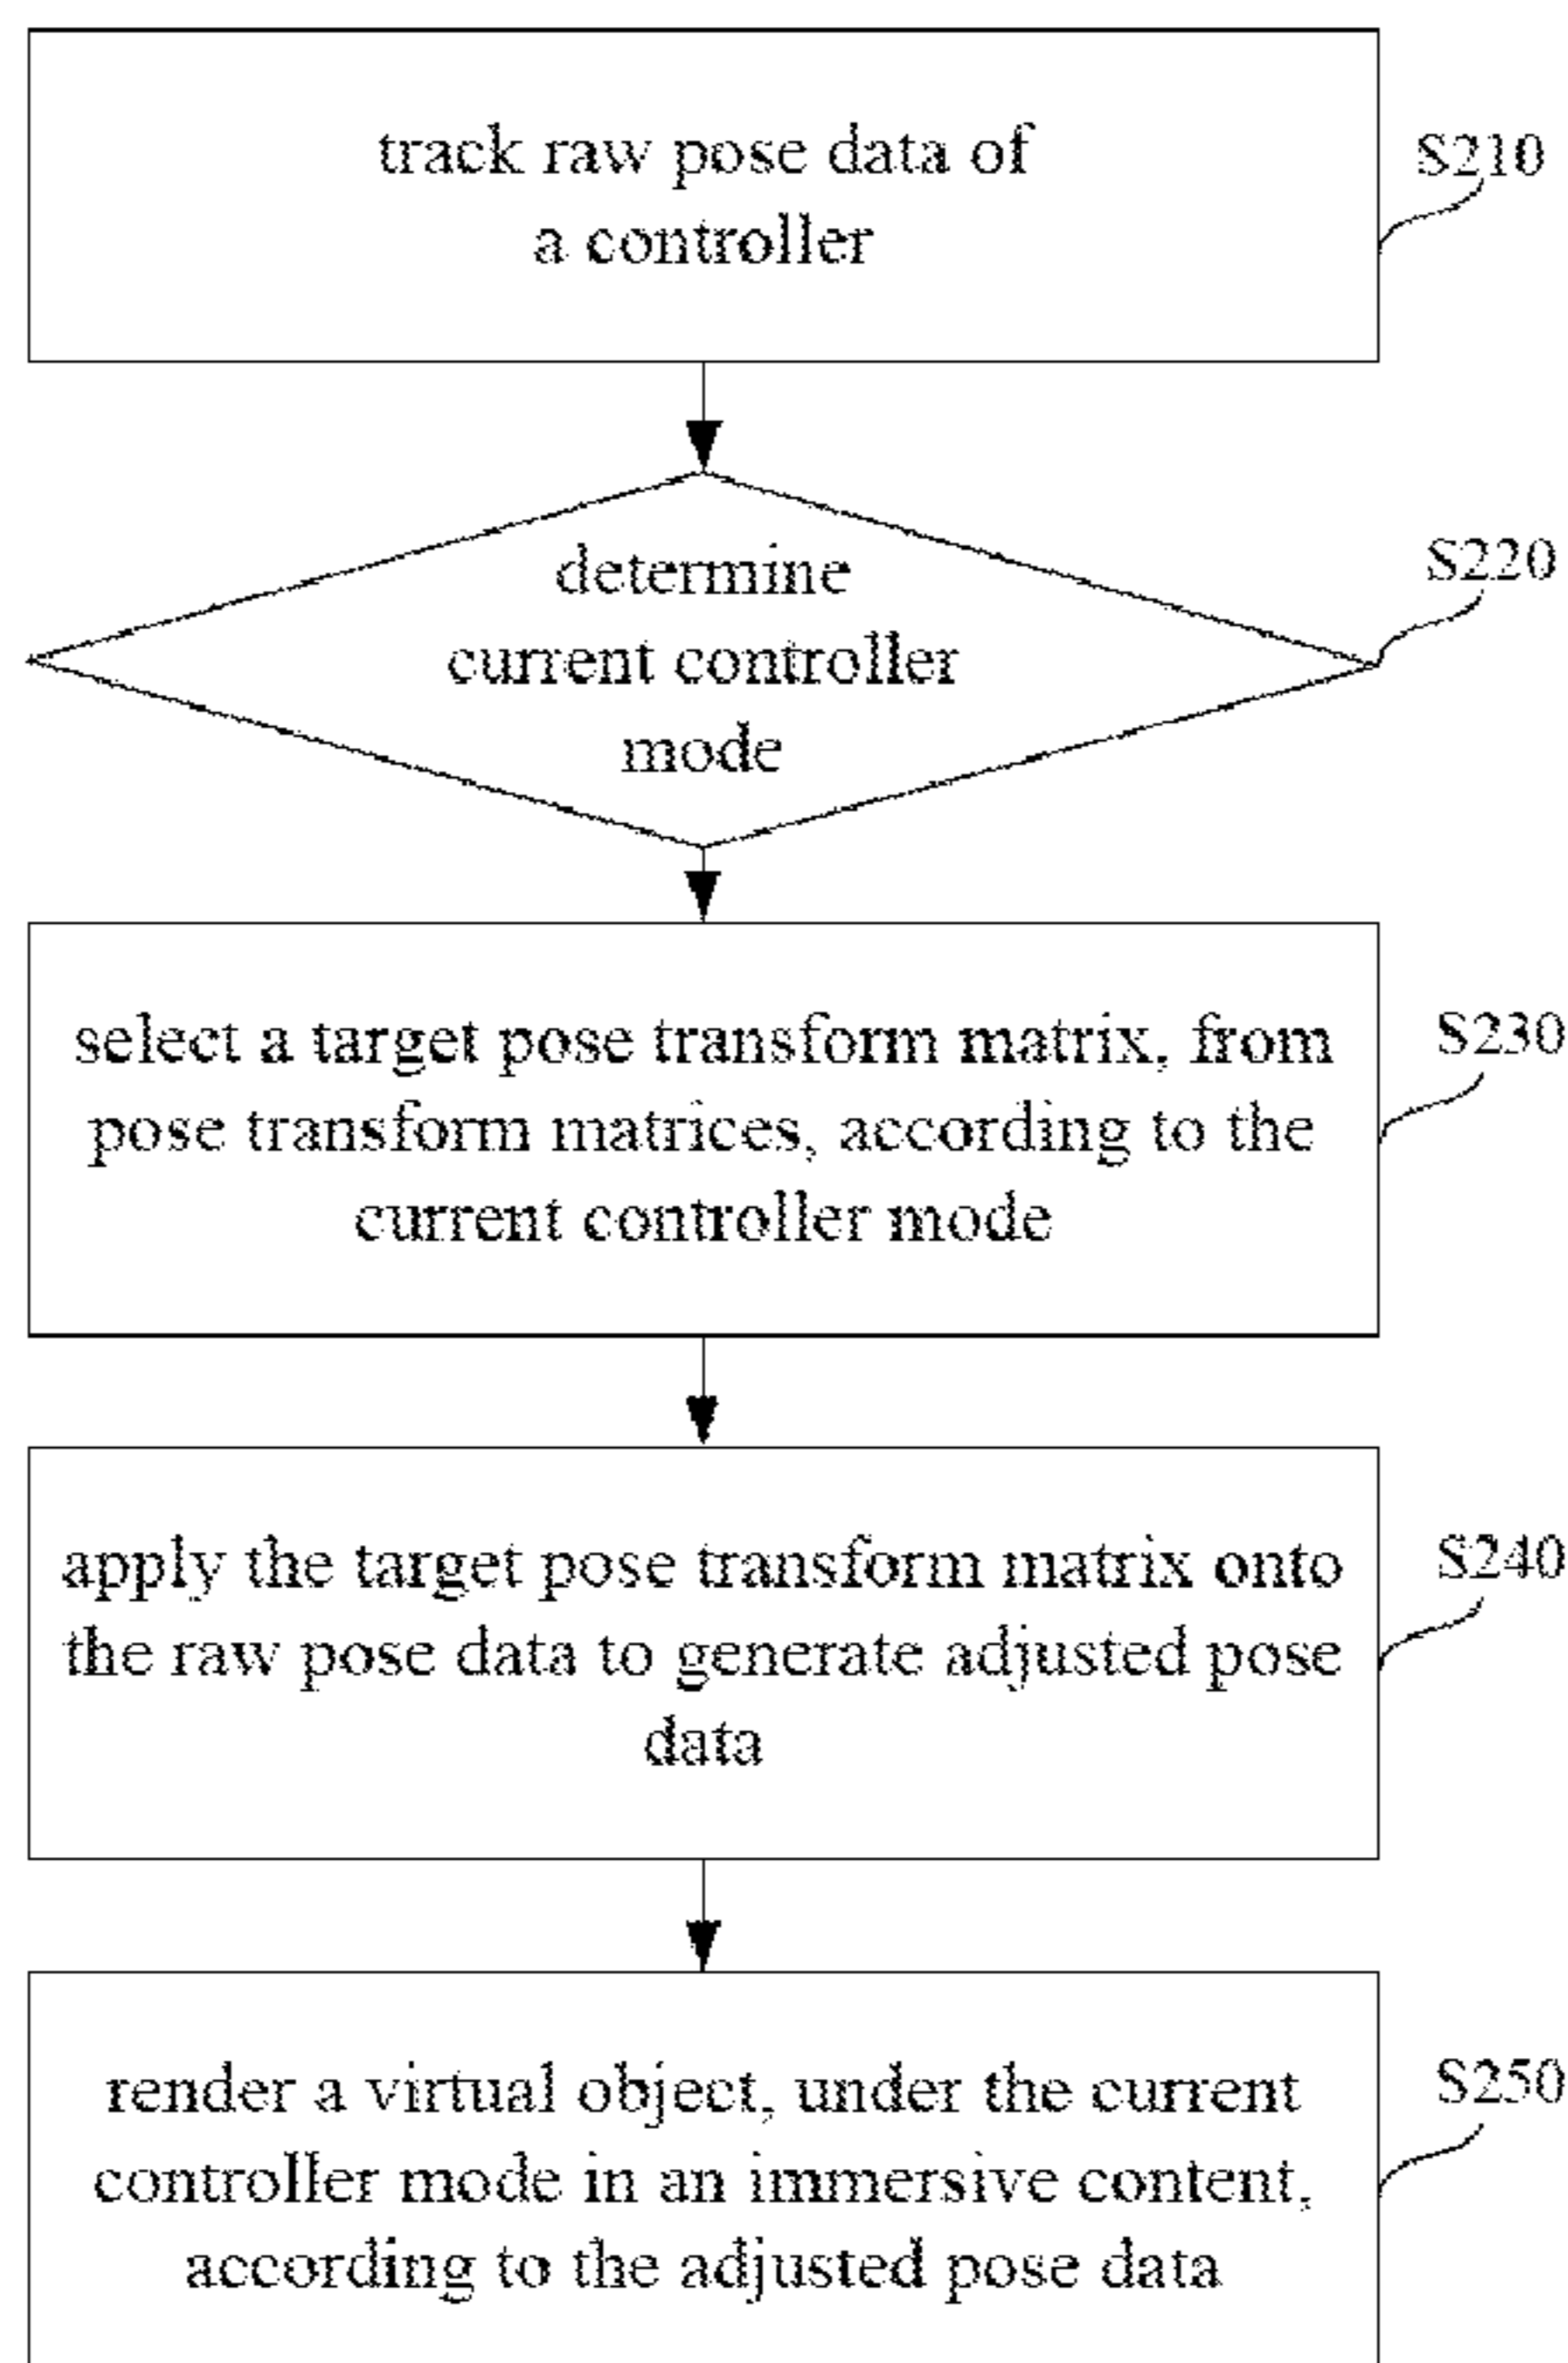 track raw pose data of
a controller
S210
determine
current controller
mode
S220
select a target pose transform matrix, from
pose transform matrices, according to the
current controller mode
S230
apply the target pose transform matrix onto
the raw pose data to generate adjusted pose
data
S240
render a virtual object, under the current
controller mode in an immersive content,
according to the adjusted pose data
S250